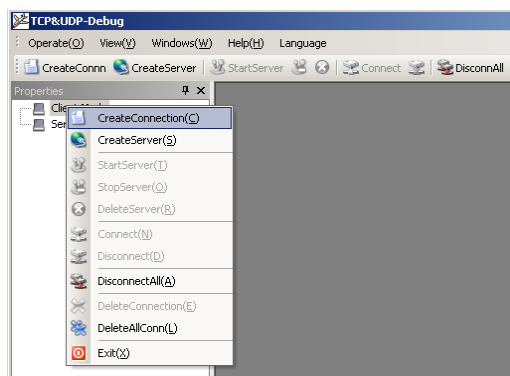 TCP&UDP-Debug
Operate(O) View(V) Windows(W) Help(H) Language
CreateConnn CreateServer StartServer Connect DisconnAll
Properties
CreateConnection(C)
CreateServer(S)
StartServer(T)
StopServer(O)
DeleteServer(R)
Connect(N)
Disconnect(D)
DisconnectAll(A)
DeleteConnection(E)
DeleteAllConn(L)
Exit(X)